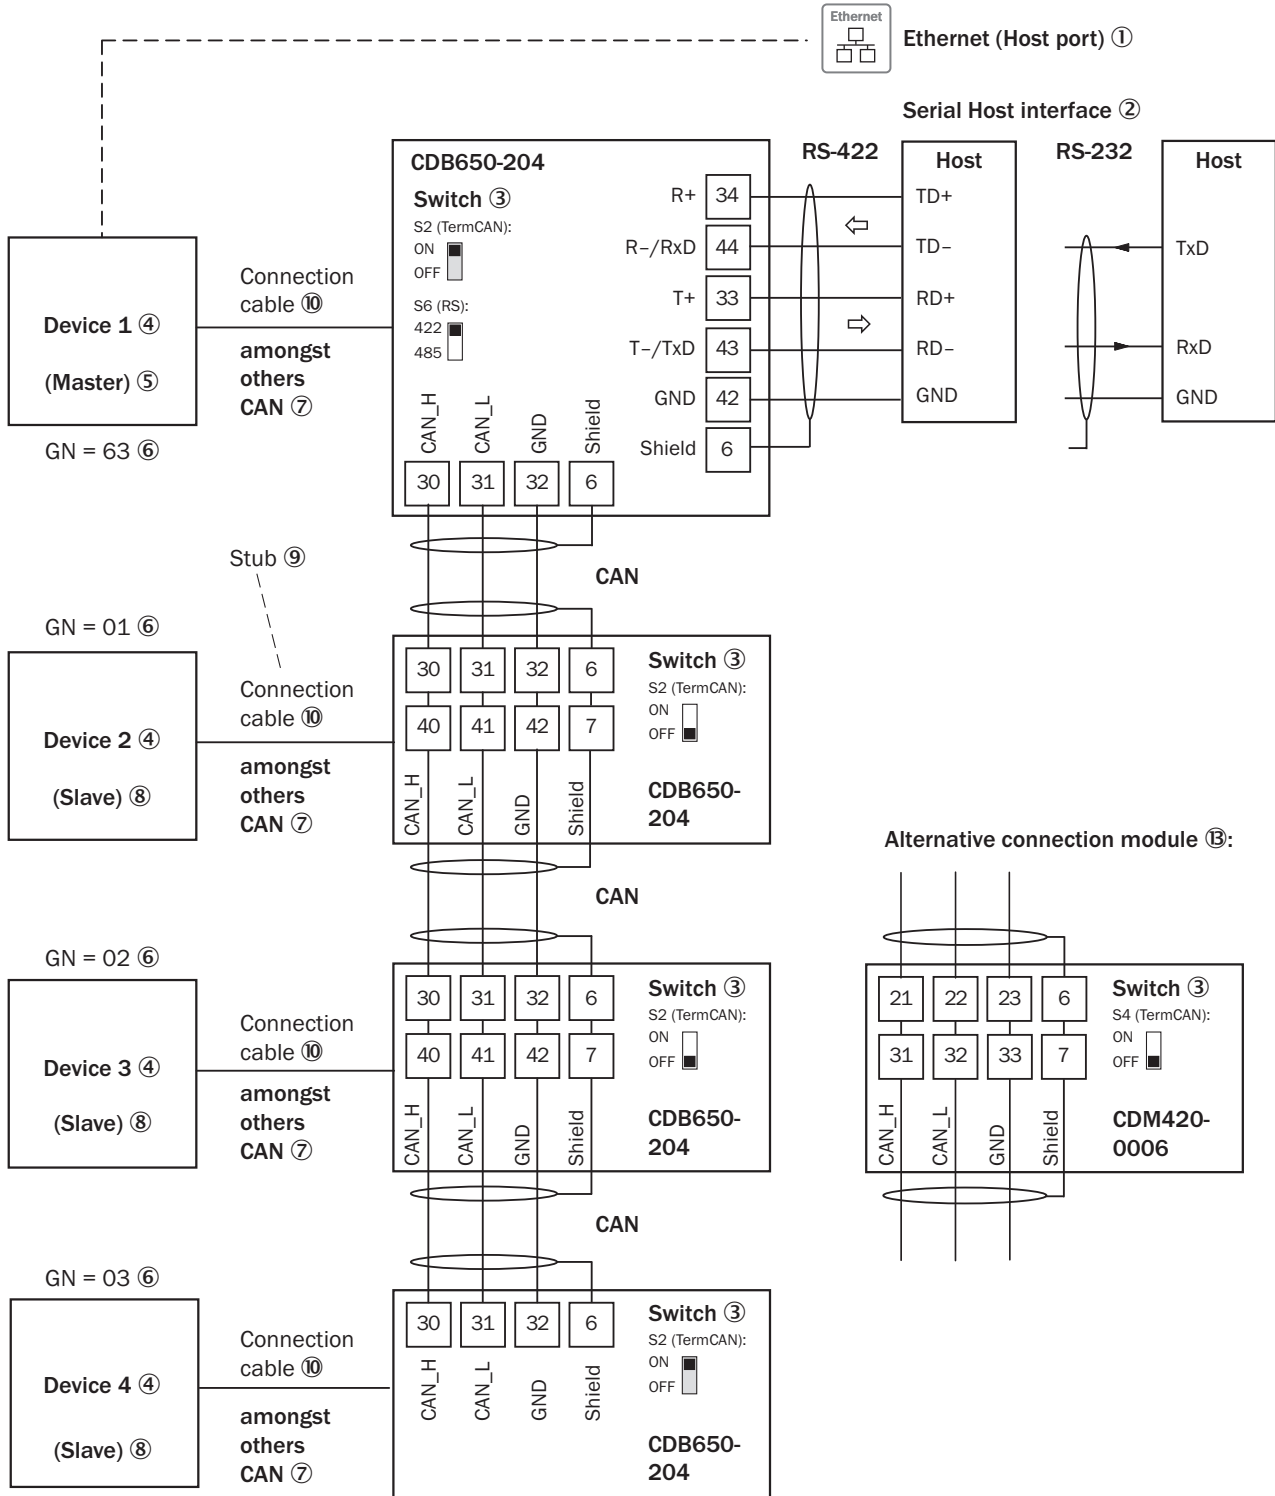 Ethernet
Ethernet (Host port) ①
Serial Host interface ②
RS-422
RS-232
CDB650-204
Switch ③
S2 (TermCAN):
ON
OFF
S6 (RS):
422
485
R+ 34
R–/RxD 44
T+ 33
T–/TxD 43
GND 42
Shield 6
Host
TD+
TD–
RD+
RD–
GND
Host
TxD
RxD
GND
Device 1 ④
(Master) ⑤
GN = 63 ⑥
Connection
cable ⑩
amongst
others
CAN ⑦
CAN_H
CAN_L
GND
Shield
30 31 32 6
Stub ⑨
CAN
GN = 01 ⑥
Device 2 ④
(Slave) ⑧
Connection
cable ⑩
amongst
others
CAN ⑦
30 31 32 6
40 41 42 7
CAN_H
CAN_L
GND
Shield
Switch ③
S2 (TermCAN):
ON
OFF
CDB650-
204
CAN
GN = 02 ⑥
Device 3 ④
(Slave) ⑧
Connection
cable ⑩
amongst
others
CAN ⑦
30 31 32 6
40 41 42 7
CAN_H
CAN_L
GND
Shield
Switch ③
S2 (TermCAN):
ON
OFF
CDB650-
204
CAN
GN = 03 ⑥
Device 4 ④
(Slave) ⑧
Connection
cable ⑩
amongst
others
CAN ⑦
30 31 32 6
CAN_H
CAN_L
GND
Shield
Switch ③
S2 (TermCAN):
ON
OFF
CDB650-
204
Alternative connection module ⑬:
21 22 23 6
31 32 33 7
CAN_H
CAN_L
GND
Shield
Switch ③
S4 (TermCAN):
ON
OFF
CDM420-
0006